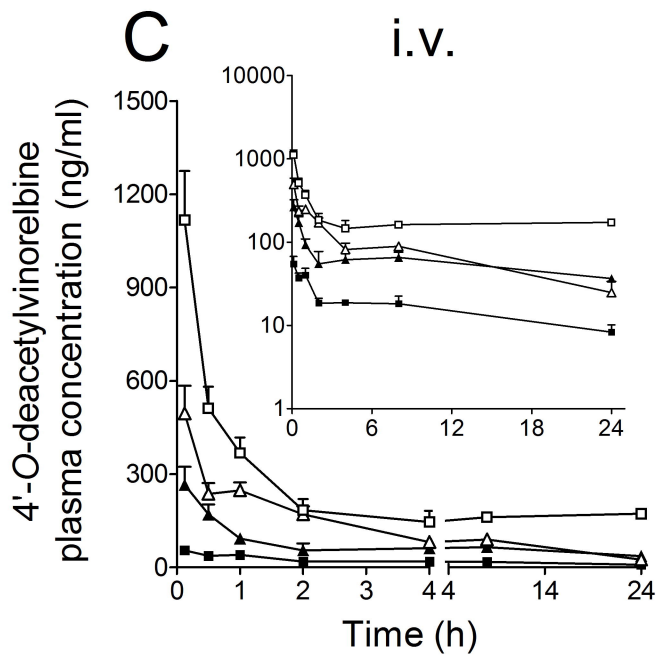 C
i.v.
4'-O-deacetylvinorelbine
plasma concentration (ng/ml)
1500
1200
900
600
300
0
10000
1000
100
10
1
0 6 12 18 24
0 1 2 3 4 4 14 24
Time (h)